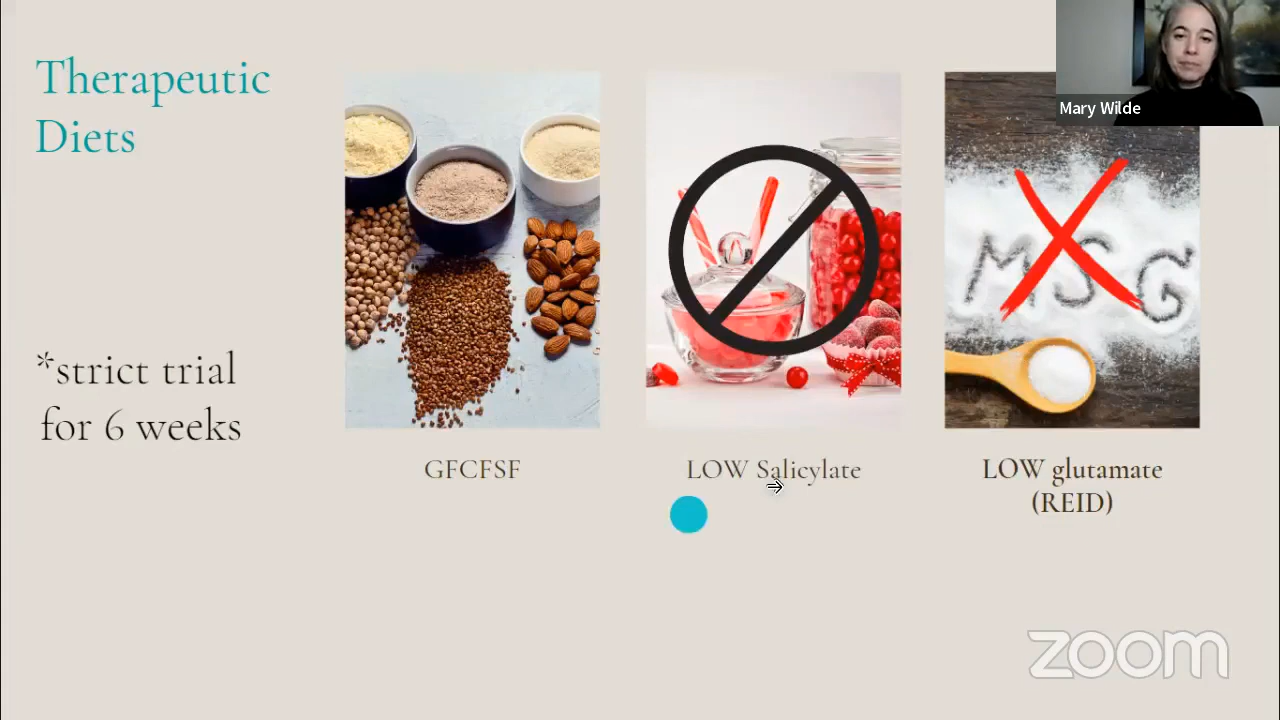 Therapeutic
Diets
*strict trial
for 6 weeks
MSG
GFCFSF
LOW Salicylate
LOW glutamate
(REID)
Mary Wilde
zoom